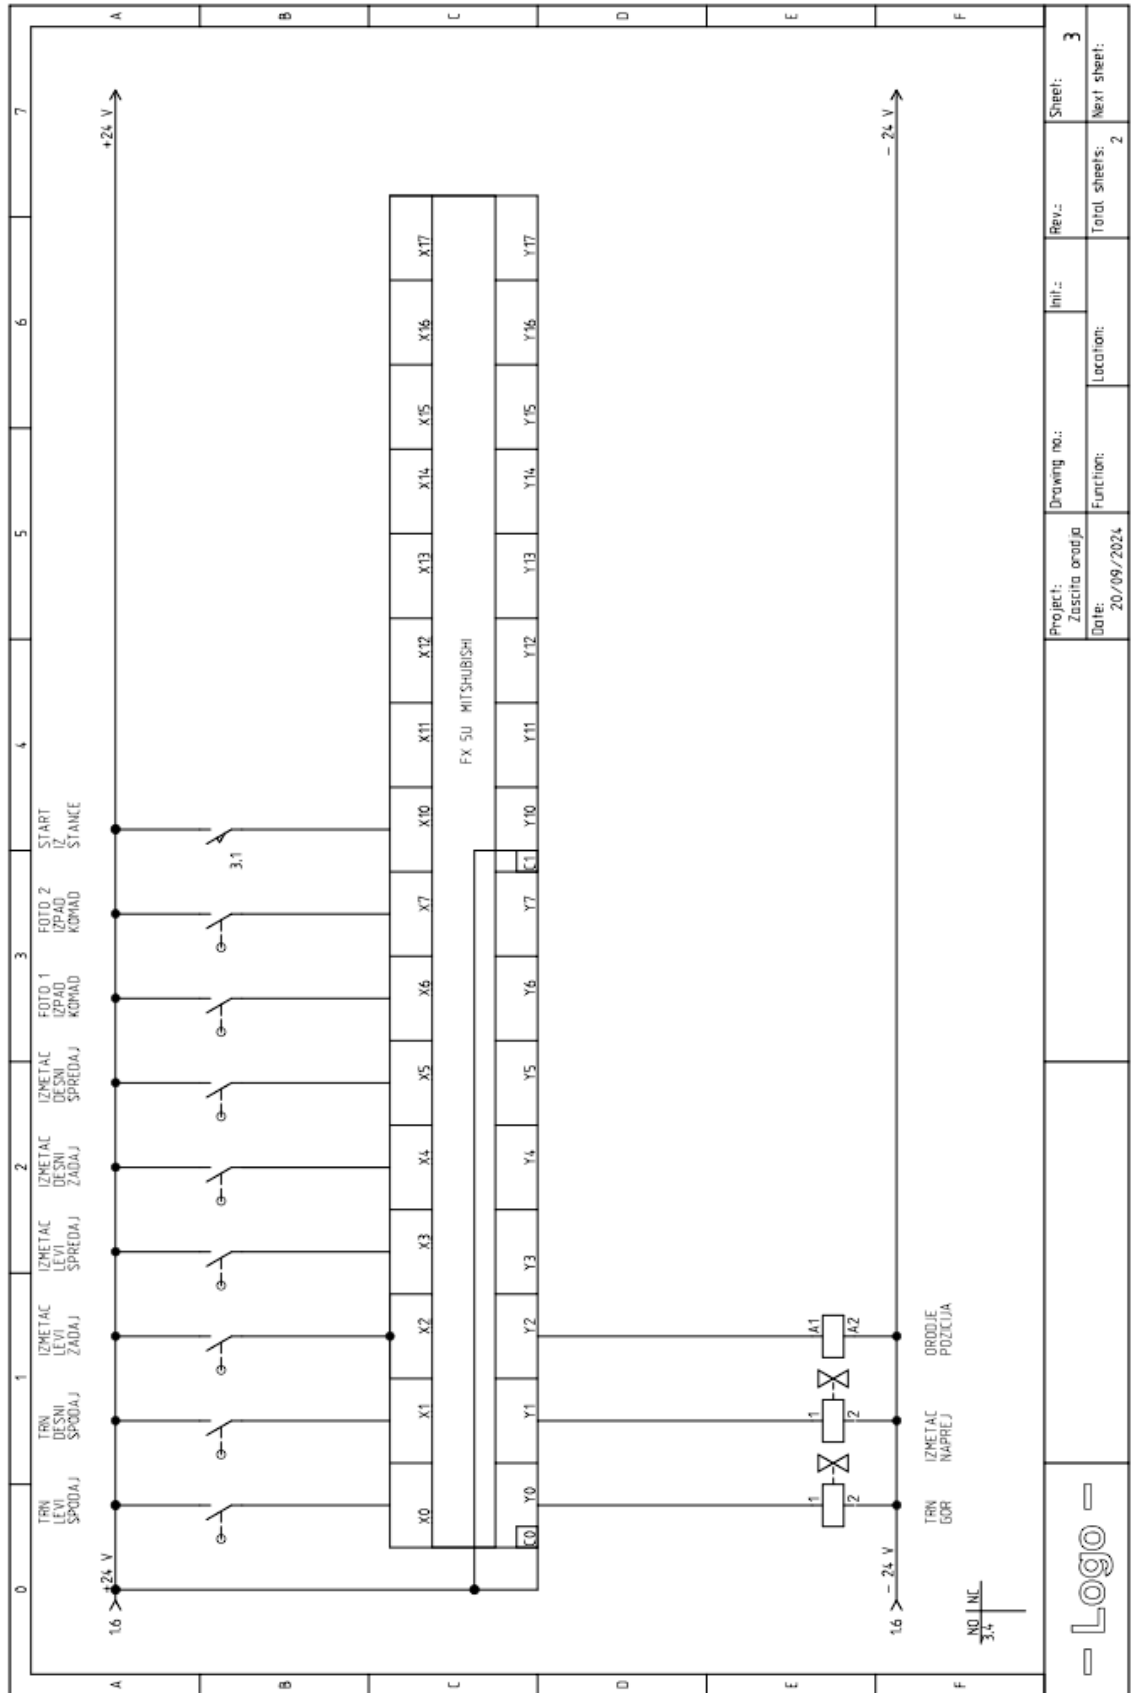 0 1 2 3 4 5 6 7
A A
B B
C C
D D
E E
F F
TRN
LEVI
SPODAJ
TRN
DESNI
SPODAJ
IZMETAC
LEVI
ZADAJ
IZMETAC
LEVI
SPREDAJ
IZMETAC
DESNI
ZADAJ
IZMETAC
DESNI
SPREDAJ
FOTO 1
IZPAD
KOMAD
FOTO 2
IZPAD
KOMAD
START
IZ
STANCE
1.6 +24 V +24 V
3.1
X0 X1 X2 X3 X4 X5 X6 X7 X10 X11 X12 X13 X14 X15 X16 X17
FX 5U MITSHUBISHI
C0 Y0 Y1 Y2 Y3 Y4 Y5 Y6 Y7 C1 Y10 Y11 Y12 Y13 Y14 Y15 Y16 Y17
1 1 A1
2 2 A2
1.6 - 24 V - 24 V
TRN
GOR
IZMETAC
NAPREJ
ORODJE
POZICIJA
NO NC
3.4
- Logo -
Project:
Zascita orodja
Date:
20/09/2024
Drawing no.:
Function:
Init.:
Location:
Rev.:
Total sheets:
2
Sheet:
3
Next sheet: